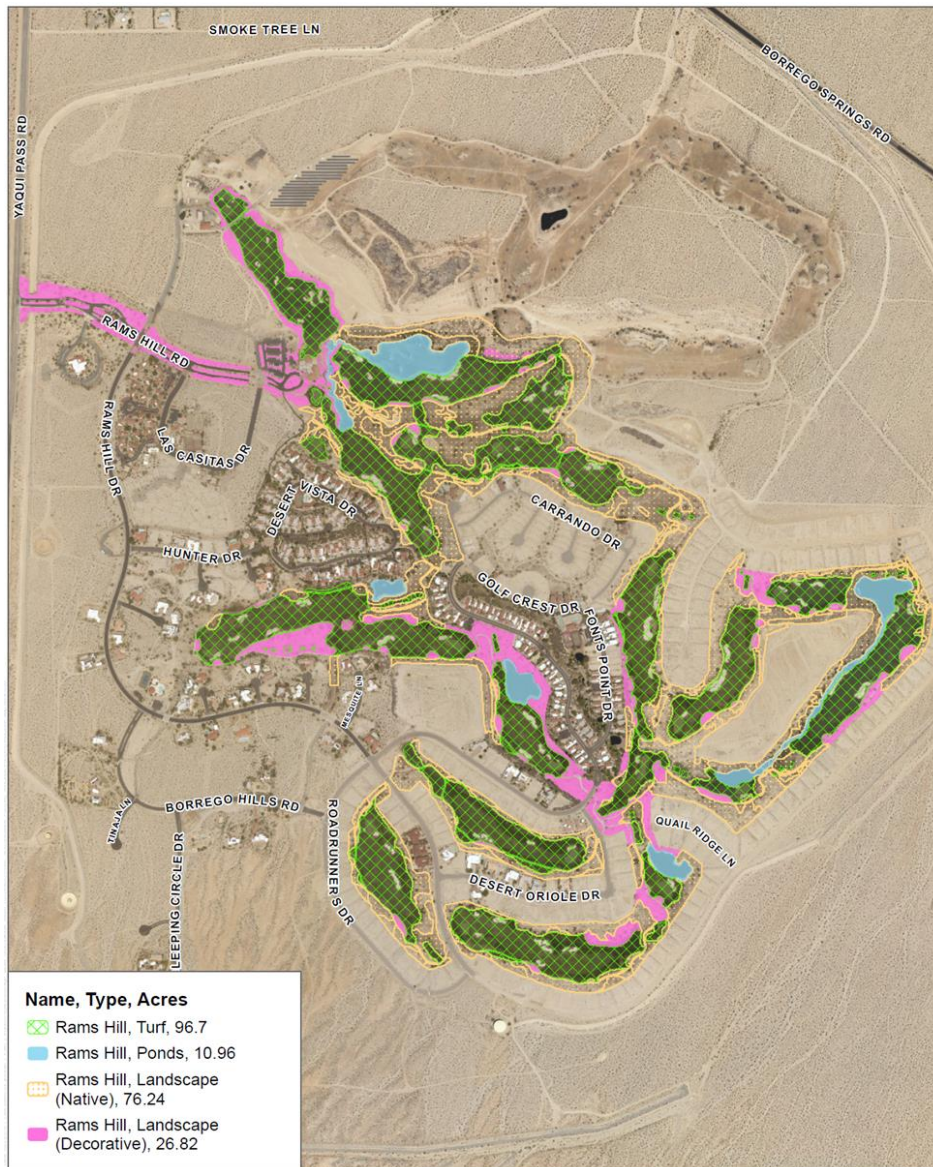 SMOKE TREE LN
BORREGO SPRINGS RD
YAQUI PASS RD
RAMS HILL RD
RAMS HILL DR
LAS CASITAS DR
DESERT
VISTA DR
HUNTER DR
CARRANDO DR
GOLF CREST DR
FONTS POINT DR
MESQUITE LN
TINAJA LN
BORREGO HILLS RD
ROADRUNNERS DR
QUAIL RIDGE LN
DESERT ORIOLE DR
LEEPING CIRCLE DR
Name, Type, Acres
Rams Hill, Turf, 96.7
Rams Hill, Ponds, 10.96
Rams Hill, Landscape
(Native), 76.24
Rams Hill, Landscape
(Decorative), 26.82